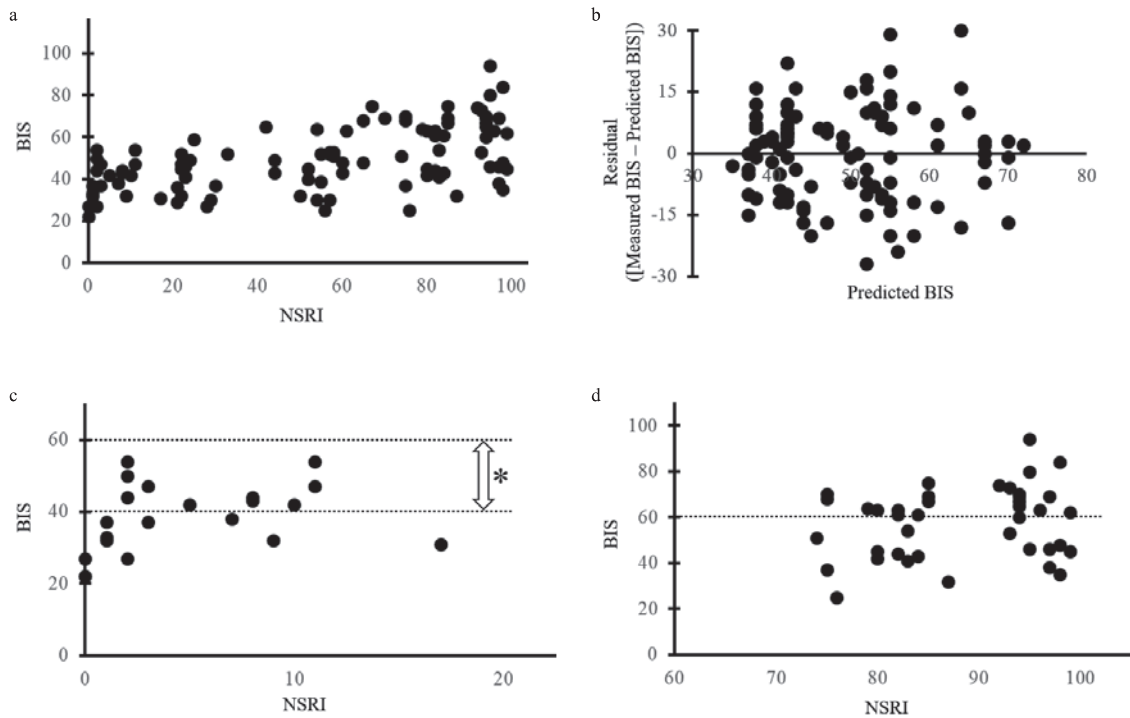 a
100
80
60
40
20
0
BIS
0 20 40 60 80 100
NSRI
b
30
15
0
-15
-30
30 40 50 60 70 80
Residual
([Measured BIS – Predicted BIS])
Predicted BIS
c
60
40
20
0
BIS
*
0 10 20
NSRI
d
100
80
60
40
20
0
BIS
60 70 80 90 100
NSRI